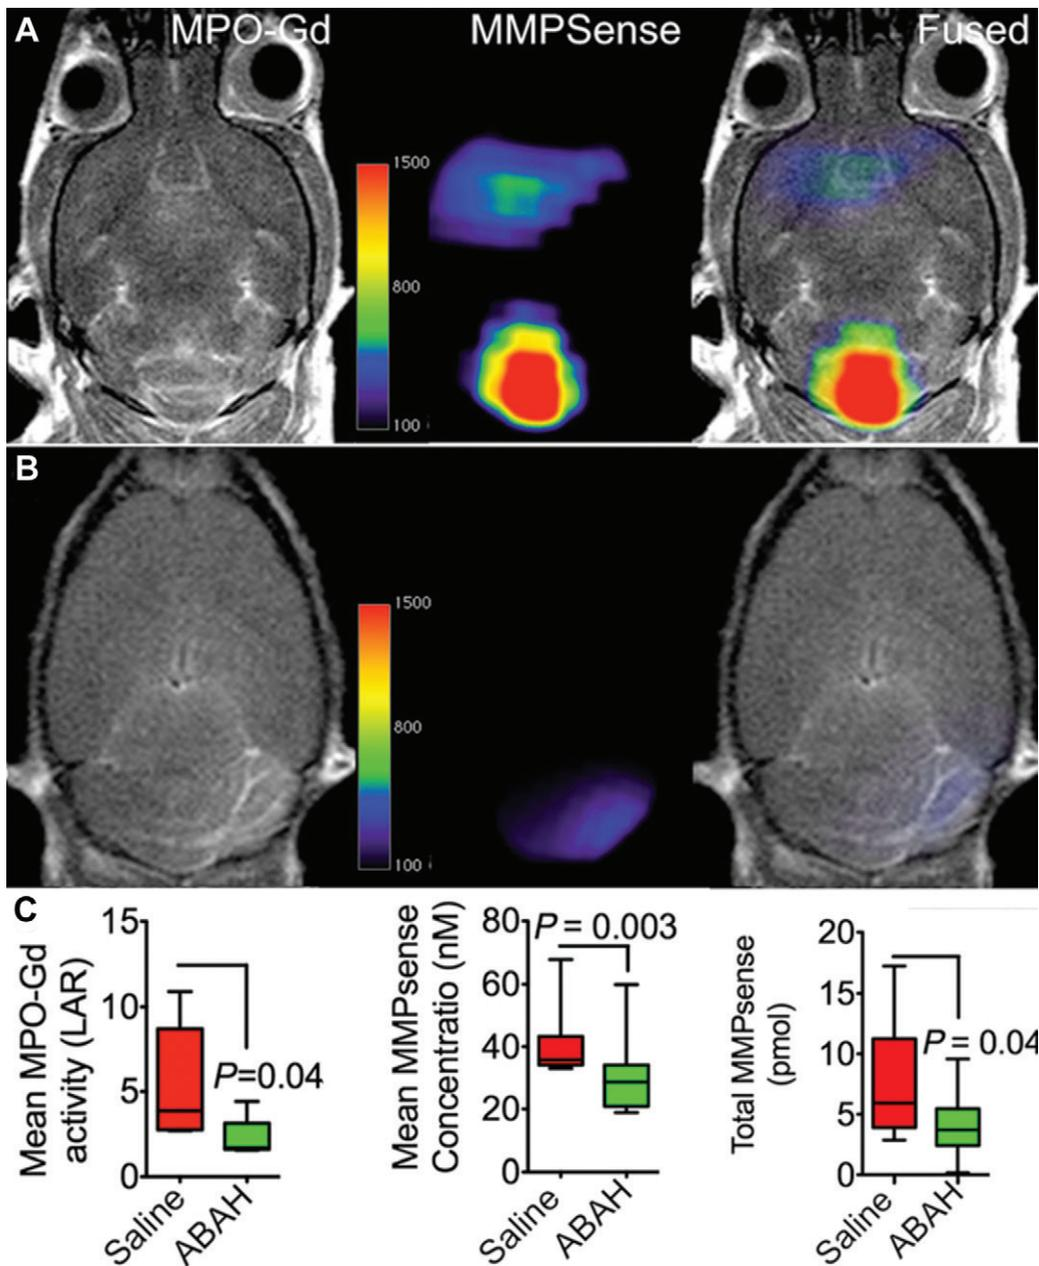 A
MPO-Gd
MMPSense
Fused
1500
800
100
B
1500
800
100
C
Mean MPO-Gd
activity (LAR)
15
10
5
0
P=0.04
Saline
ABAH
Mean MMPsense
Concentratio (nM)
80
60
40
20
0
P = 0.003
Saline
ABAH
Total MMPsense
(pmol)
20
15
10
5
0
P = 0.04
Saline
ABAH